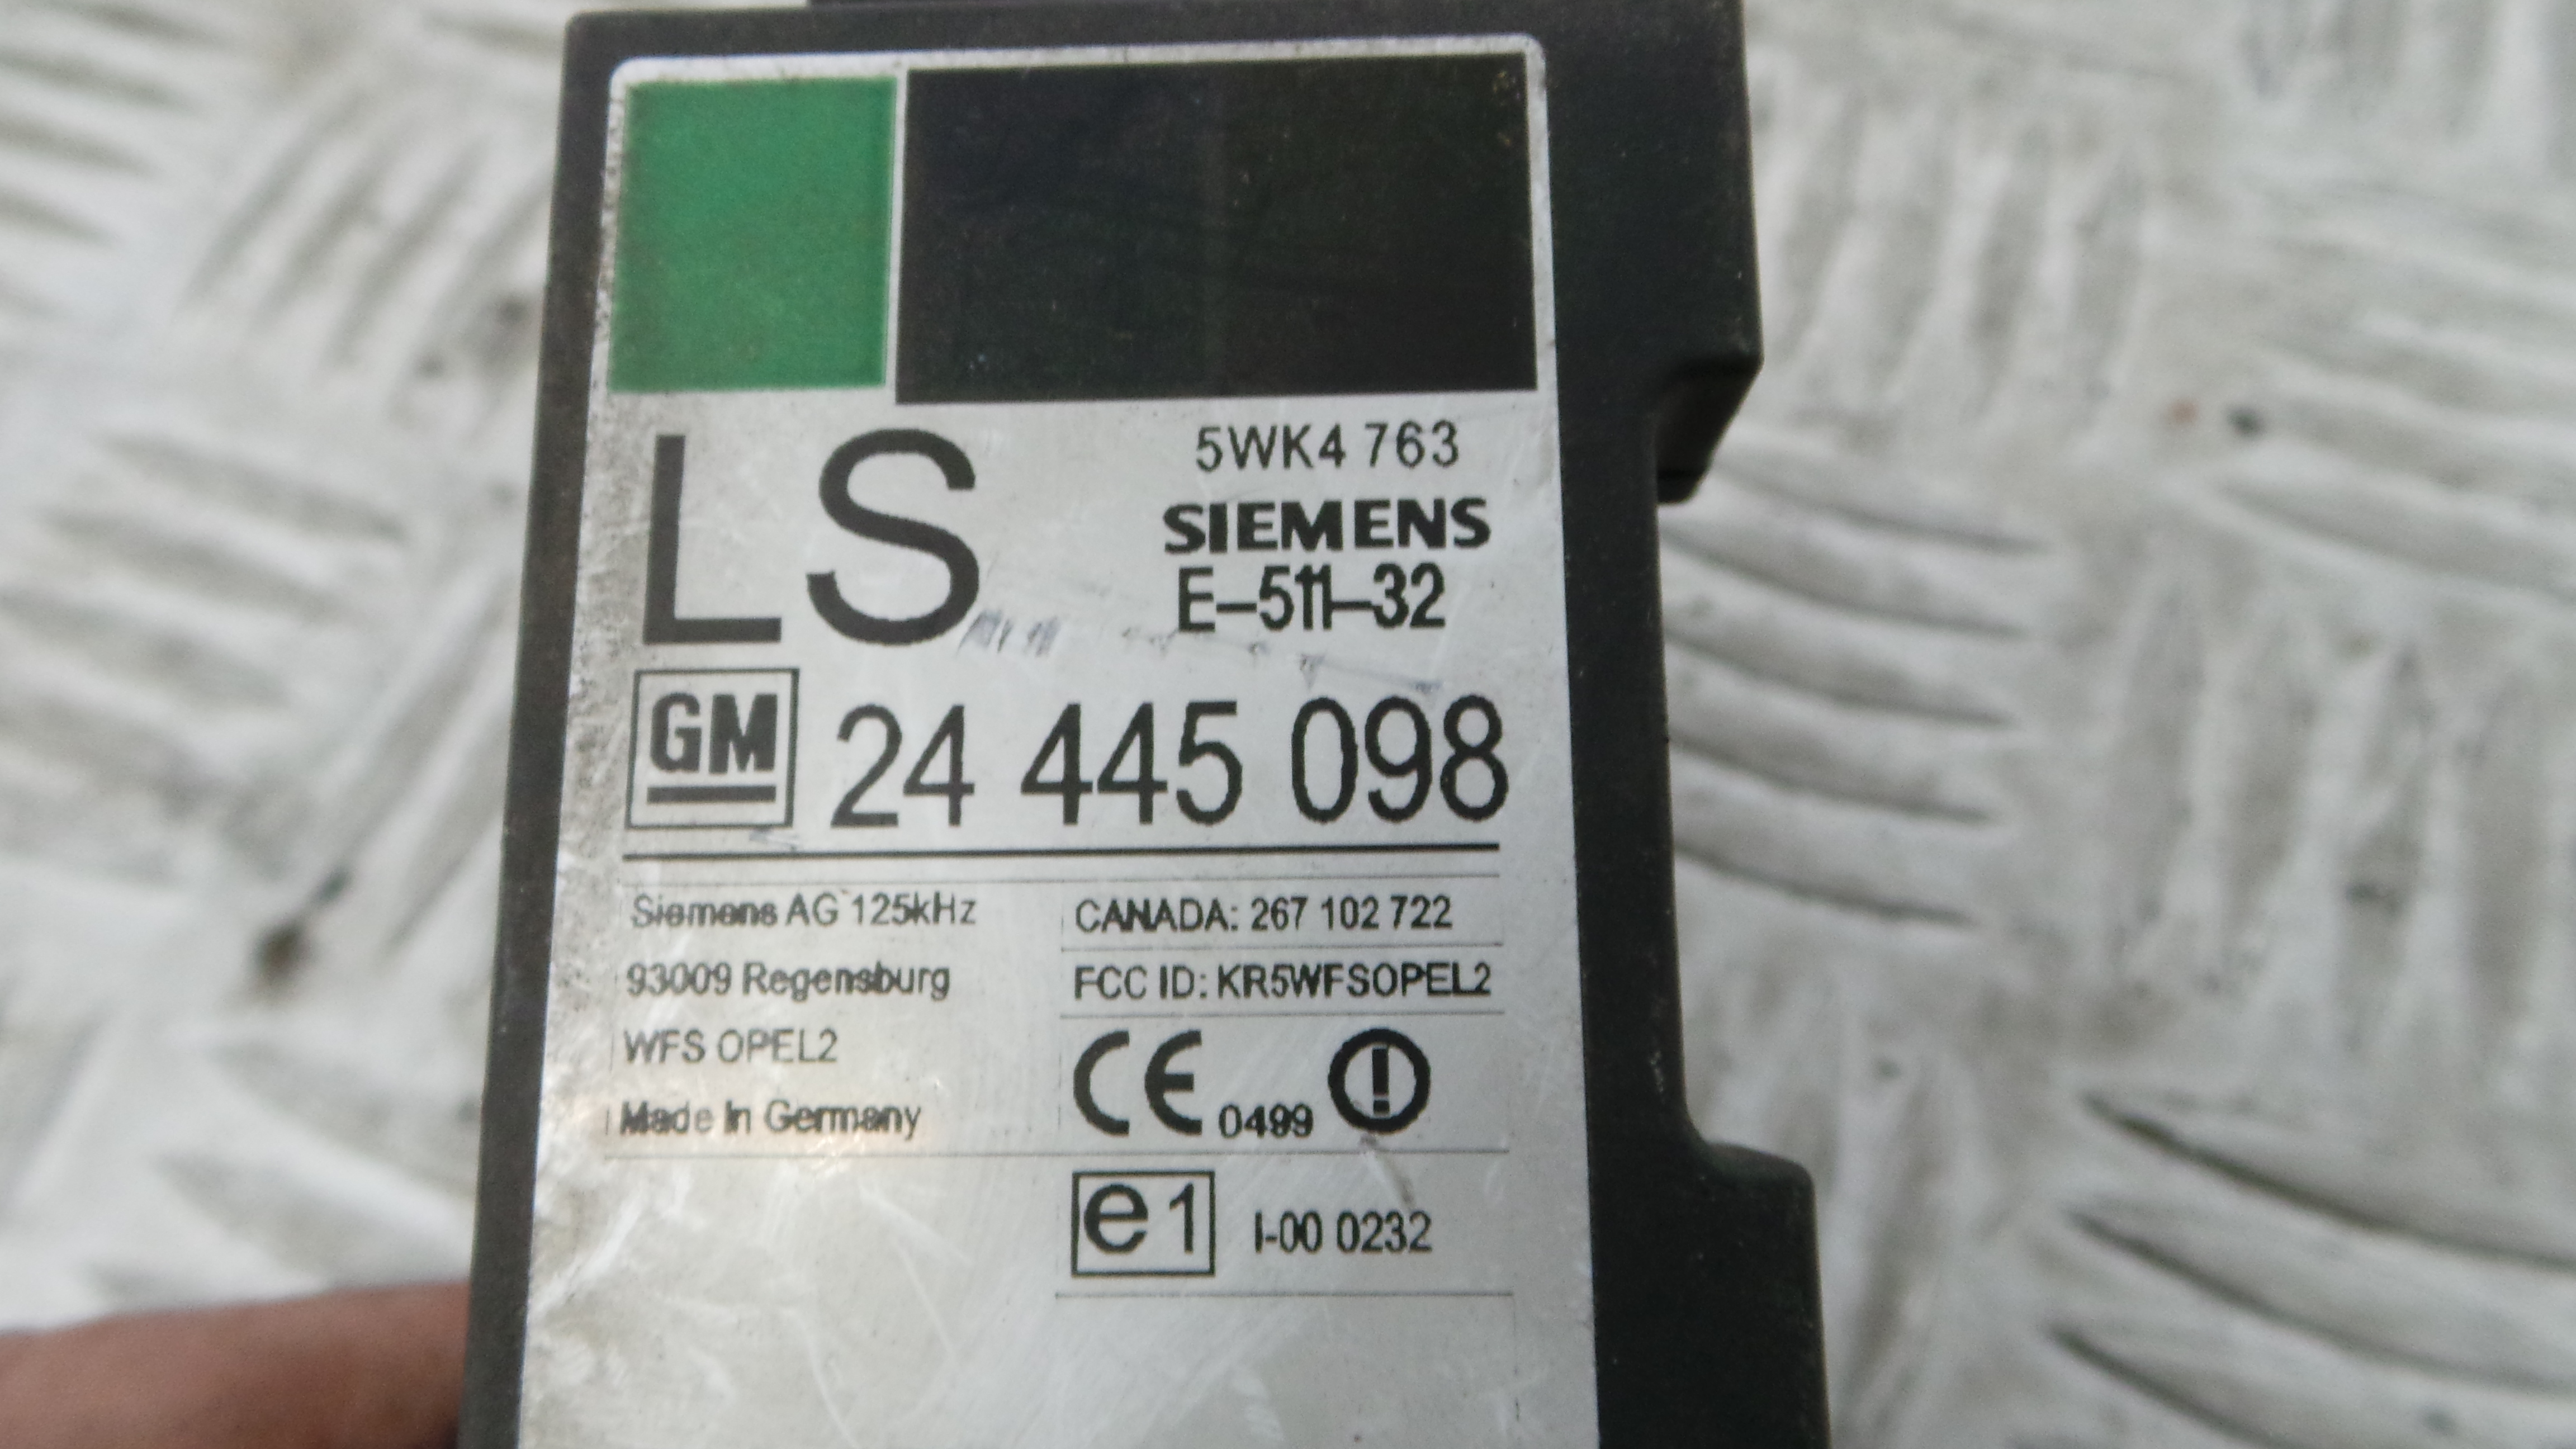 LS
5WK4 763
SIEMENS
E-511-32
GM 24 445 098
Siemens AG 125kHz
93009 Regensburg
WFS OPEL2
Made In Germany
CANADA: 267 102 722
FCC ID: KR5WFSOPEL2
CE 0499
e1 I-00 0232